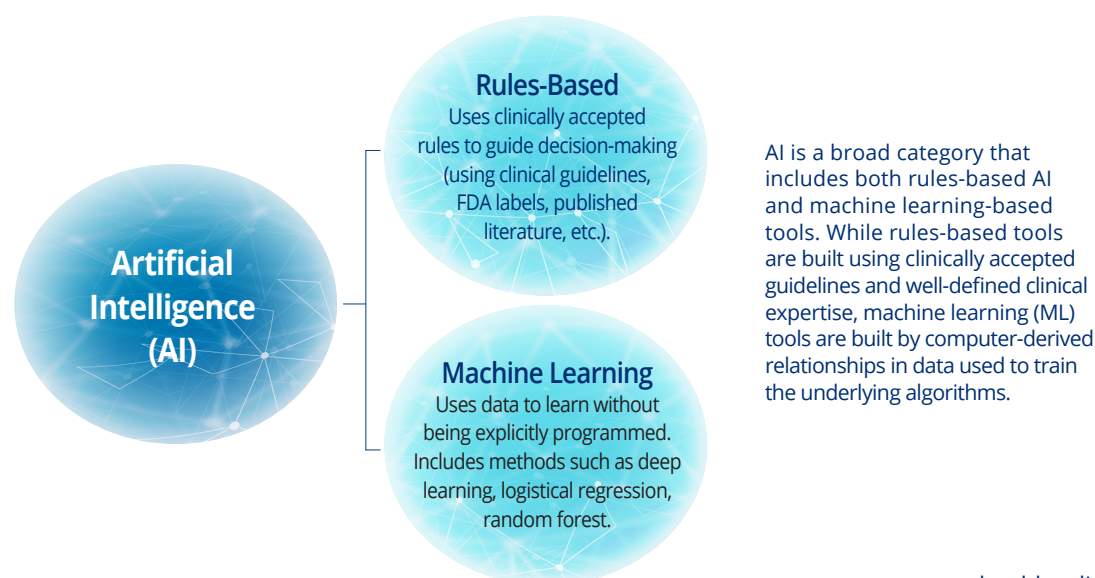 Rules-Based
Uses clinically accepted
rules to guide decision-making
(using clinical guidelines,
FDA labels, published
literature, etc.).
Artificial
Intelligence
(AI)
Machine Learning
Uses data to learn without
being explicitly programmed.
Includes methods such as deep
learning, logistical regression,
random forest.
AI is a broad category that
includes both rules-based AI
and machine learning-based
tools. While rules-based tools
are built using clinically accepted
guidelines and well-defined clinical
expertise, machine learning (ML)
tools are built by computer-derived
relationships in data used to train
the underlying algorithms.